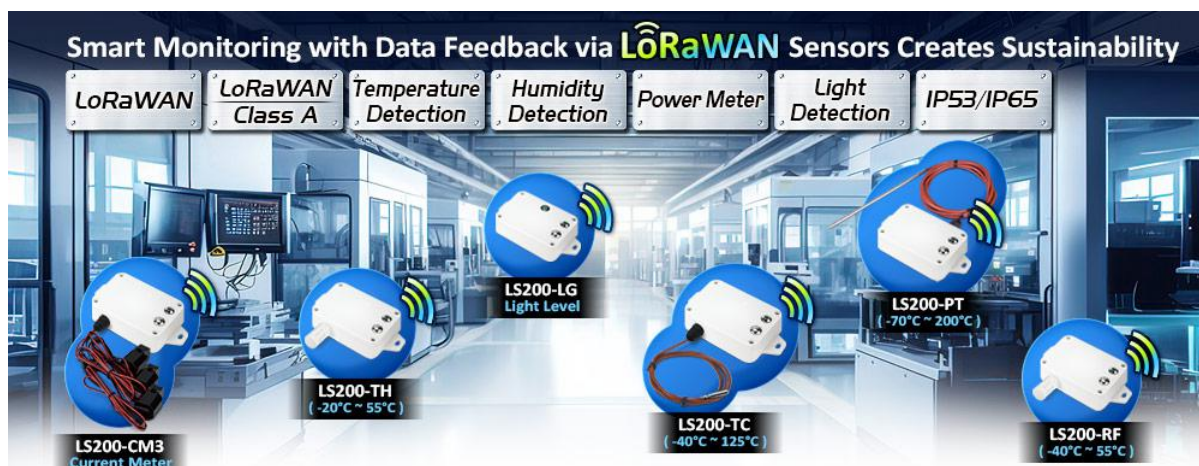 Smart Monitoring with Data Feedback via LoRaWAN Sensors Creates Sustainability
LoRaWAN
LoRaWAN
Class A
Temperature
Detection
Humidity
Detection
Power Meter
Light
Detection
IP53/IP65
LS200-LG
Light Level
LS200-PT
( -70°C ~ 200°C )
LS200-TH
( -20°C ~ 55°C )
LS200-TC
( -40°C ~ 125°C )
LS200-RF
( -40°C ~ 55°C )
LS200-CM3
Current Meter